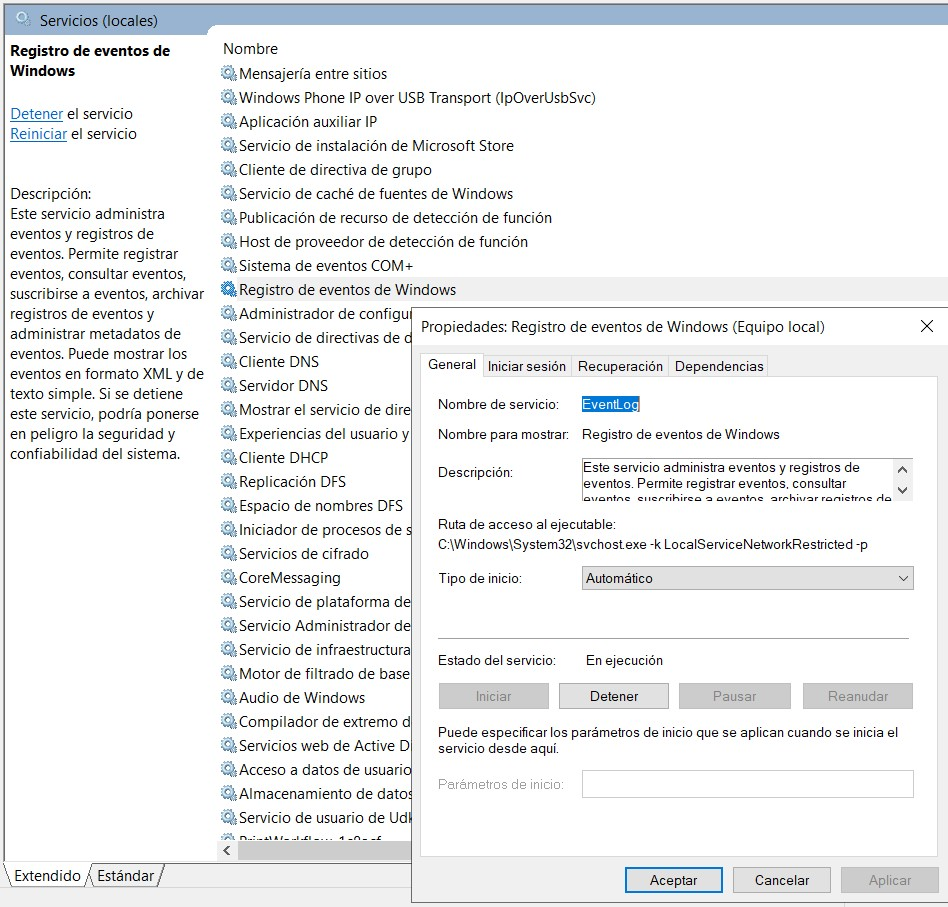 Servicios (locales)
Registro de eventos de
Windows
Detener el servicio
Reiniciar el servicio
Descripción:
Este servicio administra
eventos y registros de
eventos. Permite registrar
eventos, consultar eventos,
suscribirse a eventos, archivar
registros de eventos y
administrar metadatos de
eventos. Puede mostrar los
eventos en formato XML y de
texto simple. Si se detiene
este servicio, podría ponerse
en peligro la seguridad y
confiabilidad del sistema.
Nombre
Mensajería entre sitios
Windows Phone IP over USB Transport (IpOverUsbSvc)
Aplicación auxiliar IP
Servicio de instalación de Microsoft Store
Cliente de directiva de grupo
Servicio de caché de fuentes de Windows
Publicación de recurso de detección de función
Host de proveedor de detección de función
Sistema de eventos COM+
Registro de eventos de Windows
Administrador de configur
Servicio de directivas de d
Cliente DNS
Servidor DNS
Mostrar el servicio de dire
Experiencias del usuario y
Cliente DHCP
Replicación DFS
Espacio de nombres DFS
Iniciador de procesos de s
Servicios de cifrado
CoreMessaging
Servicio de plataforma de
Servicio Administrador de
Servicio de infraestructura
Motor de filtrado de base
Audio de Windows
Compilador de extremo d
Servicios web de Active D
Acceso a datos de usuario
Almacenamiento de datos
Servicio de usuario de Udk
Extendido Estándar
Propiedades: Registro de eventos de Windows (Equipo local)
General Iniciar sesión Recuperación Dependencias
Nombre de servicio: EventLog
Nombre para mostrar: Registro de eventos de Windows
Descripción: Este servicio administra eventos y registros de
eventos. Permite registrar eventos, consultar
eventos, suscribirse a eventos, archivar registros de
Ruta de acceso al ejecutable:
C:\Windows\System32\svchost.exe -k LocalServiceNetworkRestricted -p
Tipo de inicio: Automático
Estado del servicio: En ejecución
Iniciar Detener Pausar Reanudar
Puede especificar los parámetros de inicio que se aplican cuando se inicia el
servicio desde aquí.
Parámetros de inicio:
Aceptar Cancelar Aplicar